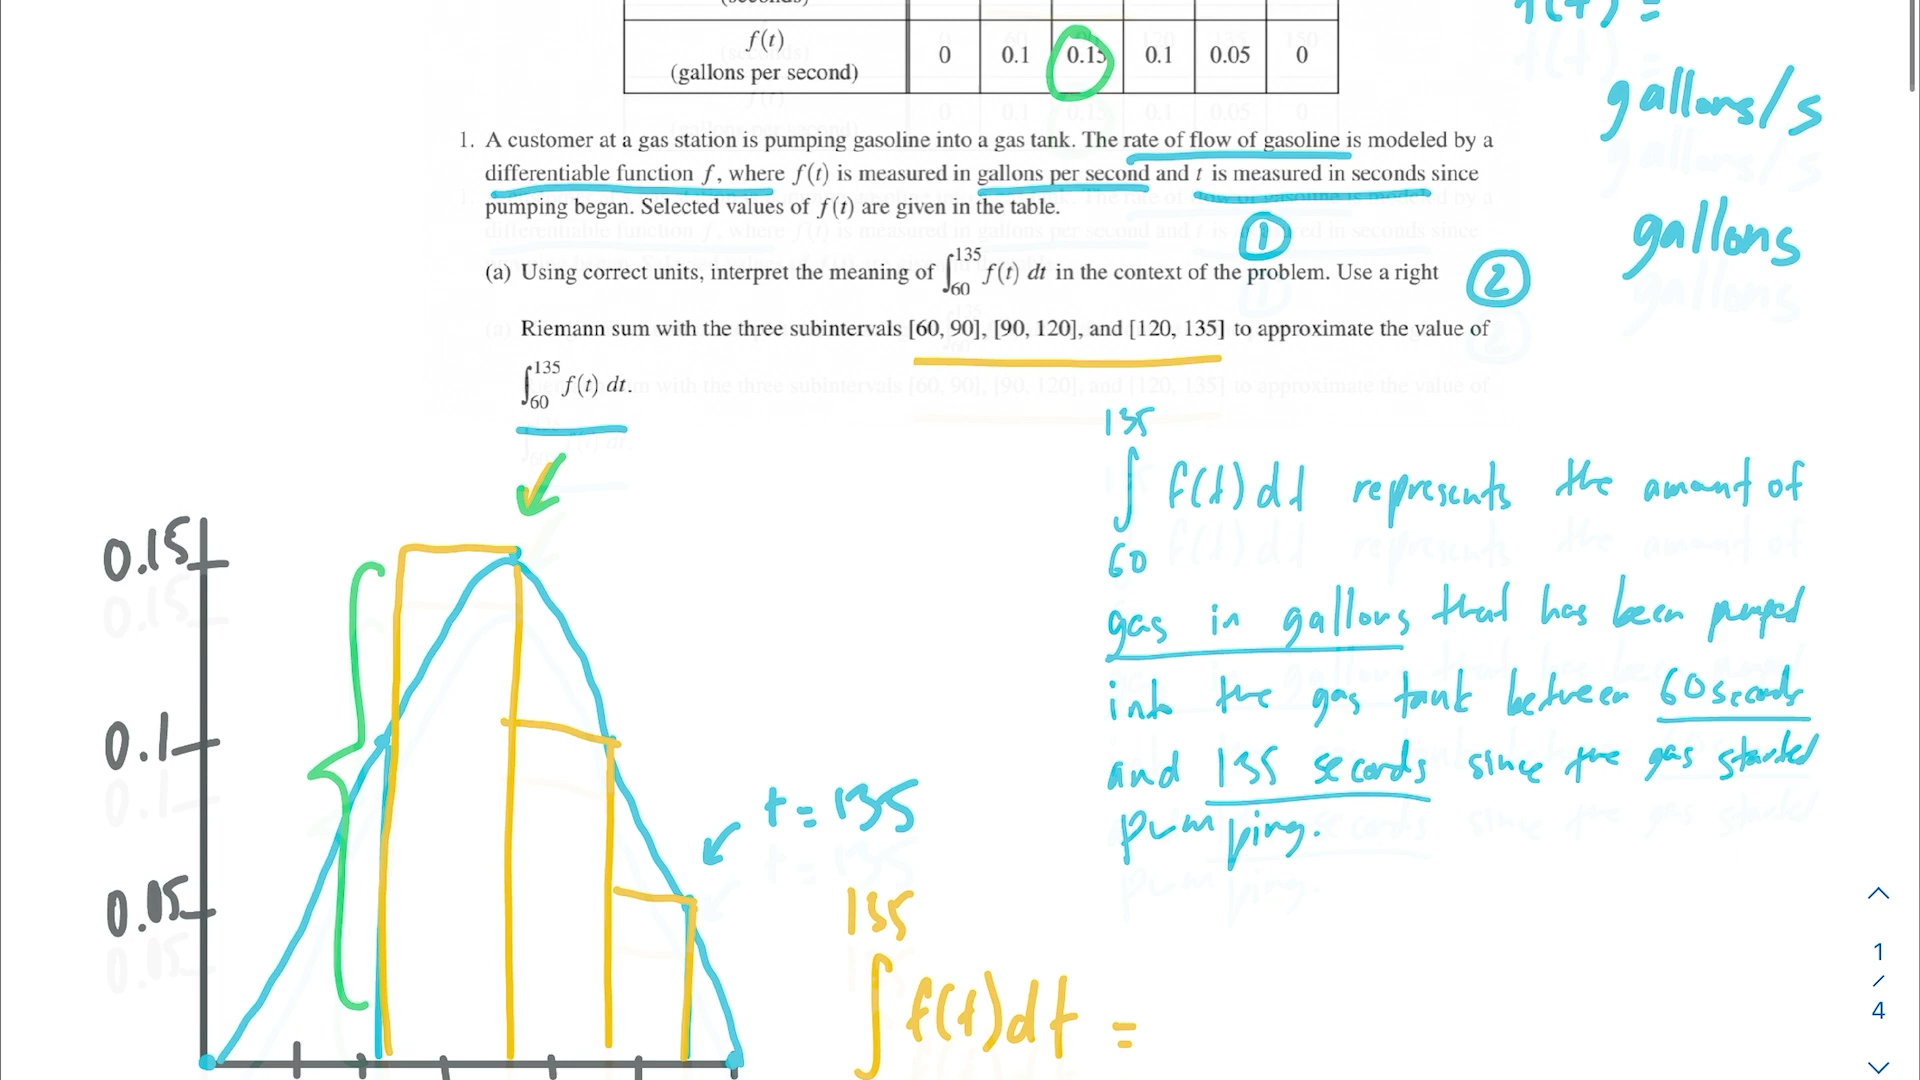 f(t) =
f(t)
(gallons per second)
0 0.1 0.15 0.1 0.05 0
gallons/s
1. A customer at a gas station is pumping gasoline into a gas tank. The rate of flow of gasoline is modeled by a
differentiable function f, where f(t) is measured in gallons per second and t is measured in seconds since
pumping began. Selected values of f(t) are given in the table.
gallons
①
(a) Using correct units, interpret the meaning of ∫₆₀¹³⁵ f(t) dt in the context of the problem. Use a right
②
Riemann sum with the three subintervals [60, 90], [90, 120], and [120, 135] to approximate the value of
∫₆₀¹³⁵ f(t) dt.
135
∫ f(t) dt represents the amount of
60
gas in gallons that has been pumped
into the gas tank between 60 seconds
and 135 seconds since the gas started
pumping.
0.15
0.1
0.05
t = 135
135
∫ f(t) dt =
1
/
4